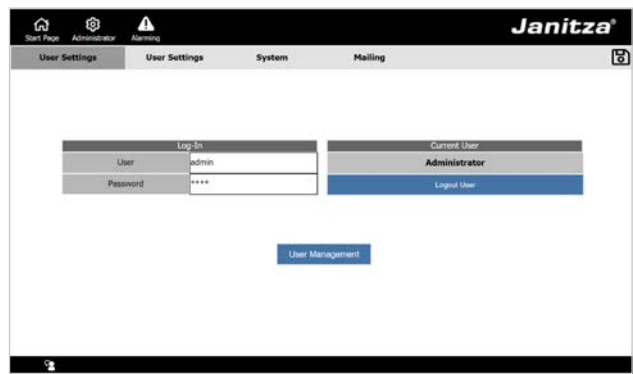 Start Page Administrator Alarming
Janitza®
User Settings User Settings System Mailing
Log-In Current User
User admin Administrator
Password **** Logout User
User Management